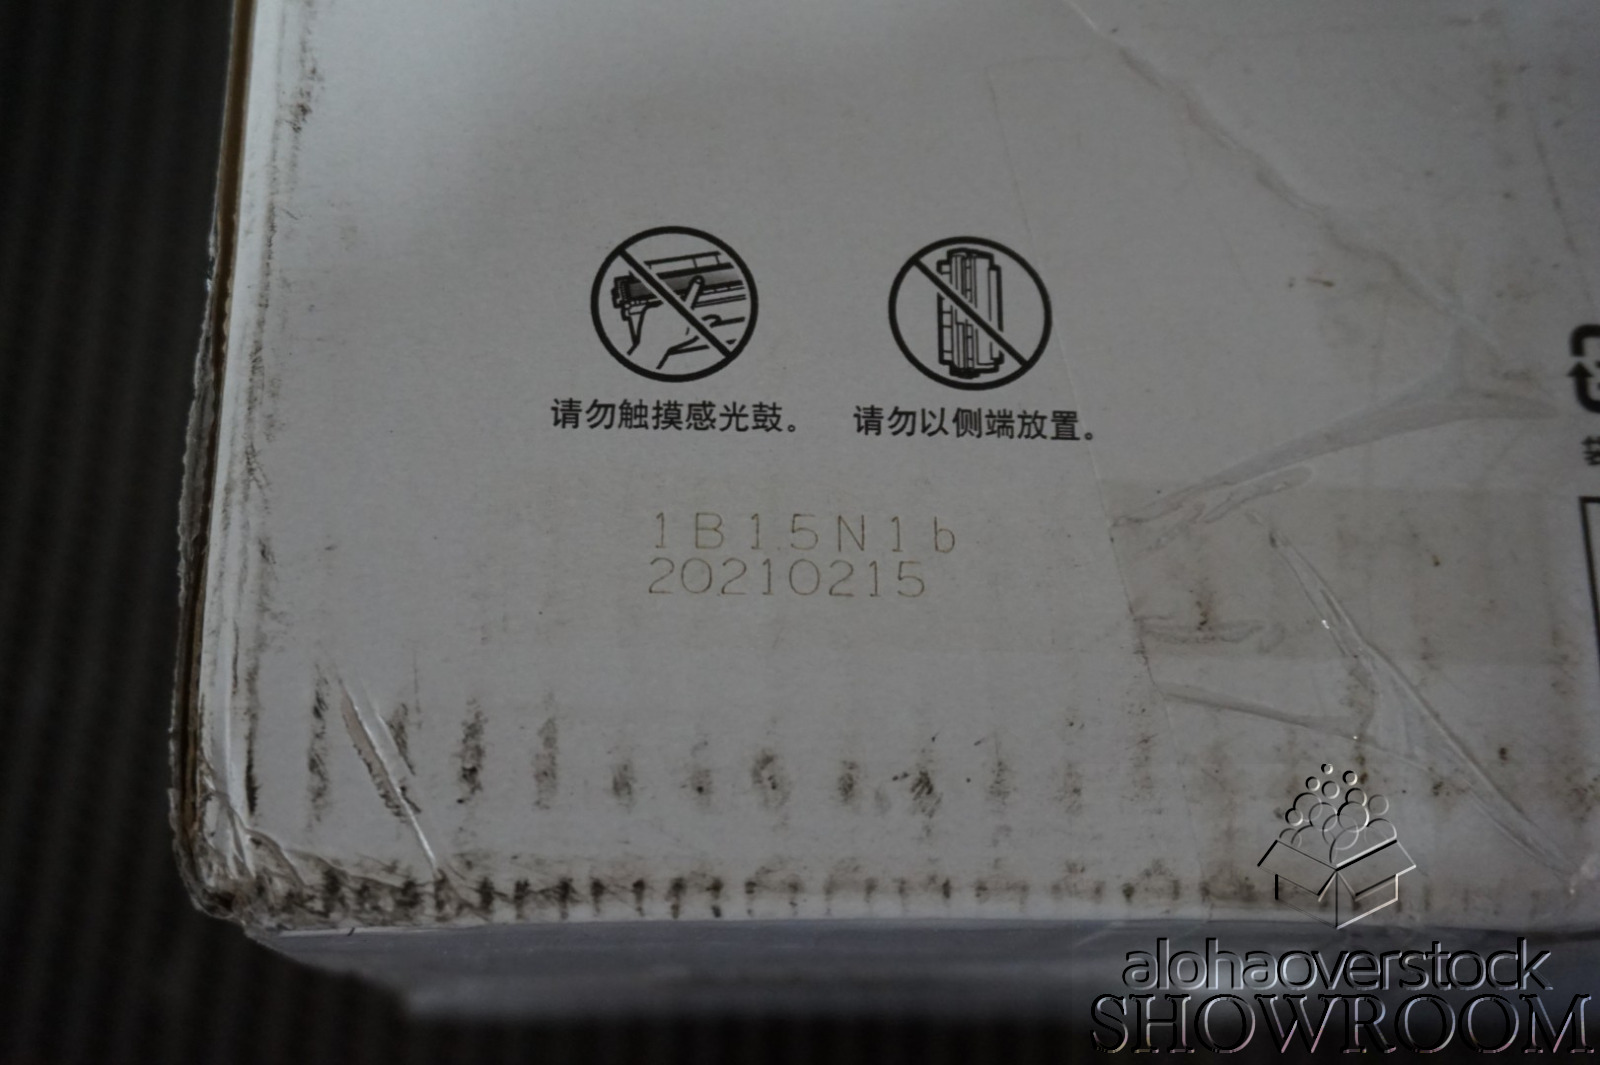 请勿触摸感光鼓。 请勿以侧端放置。
1B15N1b
20210215
alohaoverstock
SHOWROOM